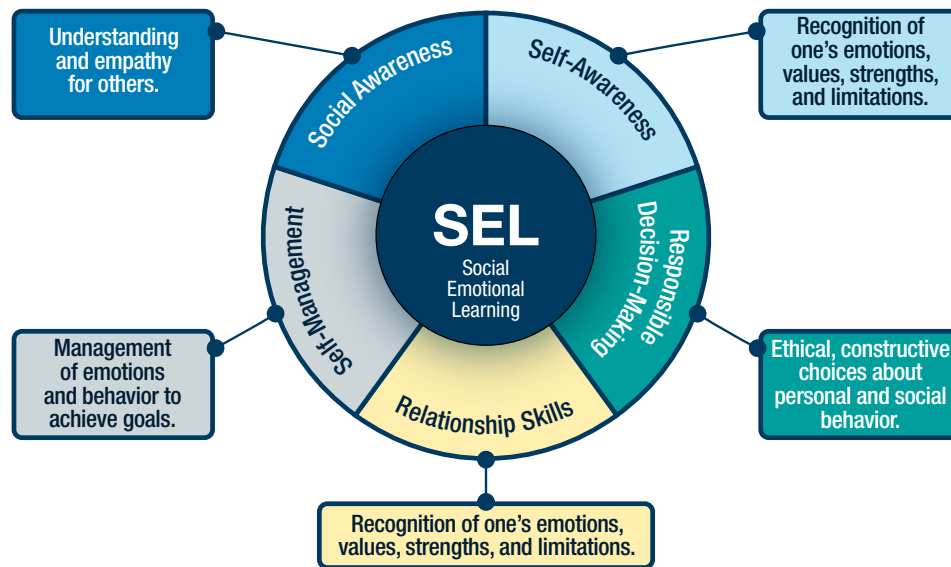 Understanding
and empathy
for others.
Social Awareness
Self-Awareness
Recognition of
one's emotions,
values, strengths,
and limitations.
SEL
Social
Emotional
Learning
Self-Management
Responsible
Decision-Making
Relationship Skills
Management
of emotions
and behavior to
achieve goals.
Ethical, constructive
choices about
personal and social
behavior.
Recognition of one's emotions,
values, strengths, and limitations.